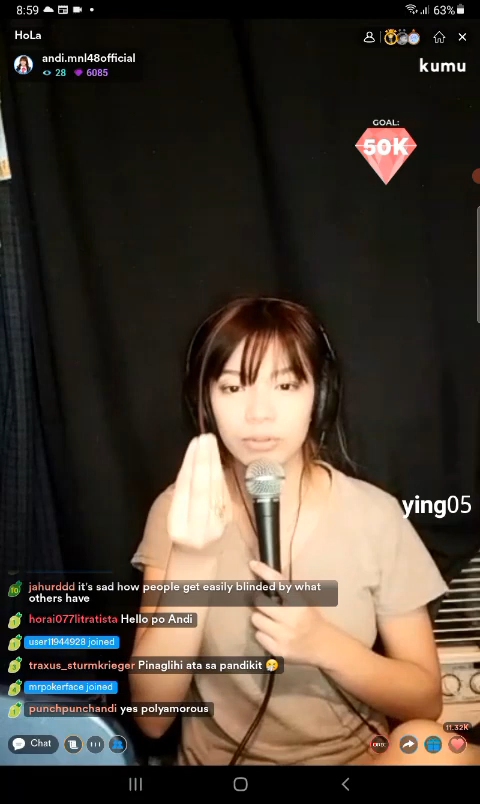 8:59
63%
HoLa
andi.mnl48official
28 6085
kumu
GOAL:
50K
ying05
jahurddd it's sad how people get easily blinded by what
others have
horai077litratista Hello po Andi
user11944928 joined
traxus_sturmkrieger Pinaglihi ata sa pandikit
mrpokerface joined
punchpunchandi yes polyamorous
11.32K
Chat